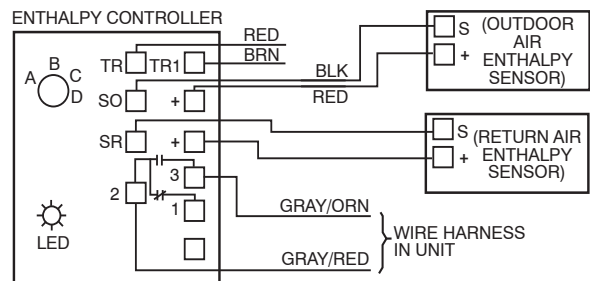 ENTHALPY CONTROLLER
RED
BRN
BLK
RED
A
B
C
D
TR
TR1
SO
+
SR
+
3
2
1
LED
S
+
(OUTDOOR
AIR
ENTHALPY
SENSOR)
S
+
(RETURN AIR
ENTHALPY
SENSOR)
GRAY/ORN
GRAY/RED
WIRE HARNESS
IN UNIT